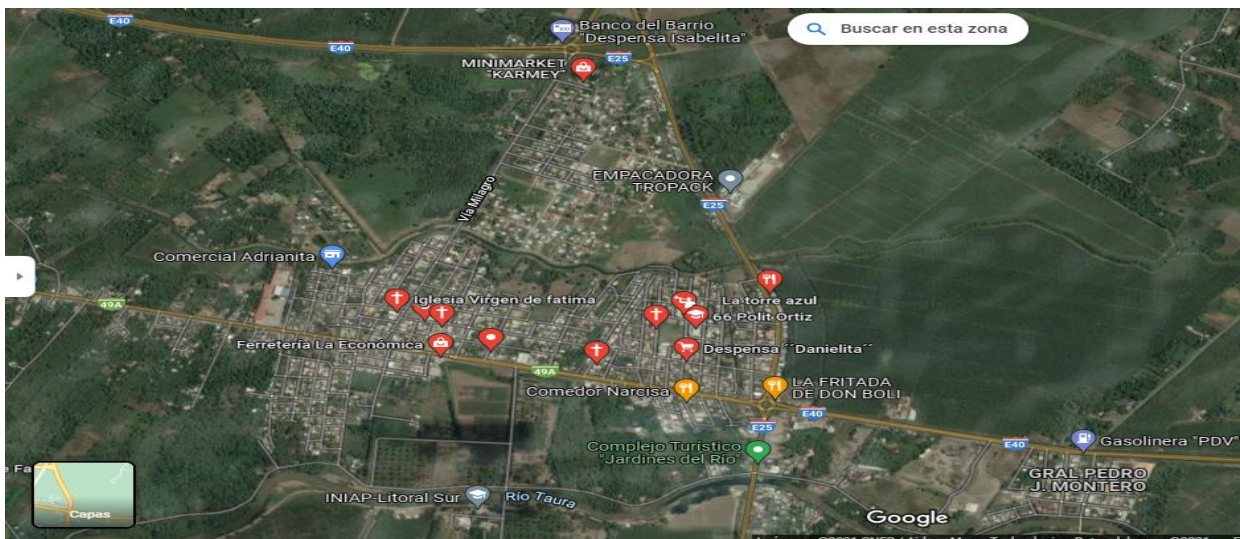 E40
Banco del Barrio
"Despensa Isabelita"
Buscar en esta zona
E40
E25
MINIMARKET
"KARMEY"
EMPACADORA
TROPACK
Vía Milagro
E25
Comercial Adrianita
49A
Iglesia Virgen de fatima
La torre azul
66 Polit Ortiz
Ferretería La Económica
Despensa ´´Danielita´´
49A
Comedor Narcisa
LA FRITADA
DE DON BOLI
E40
E25
E40
Gasolinera "PDV"
Complejo Turístico
"Jardines del Río"
GRAL PEDRO
J. MONTERO
INIAP-Litoral Sur
Río Taura
Capas
Google